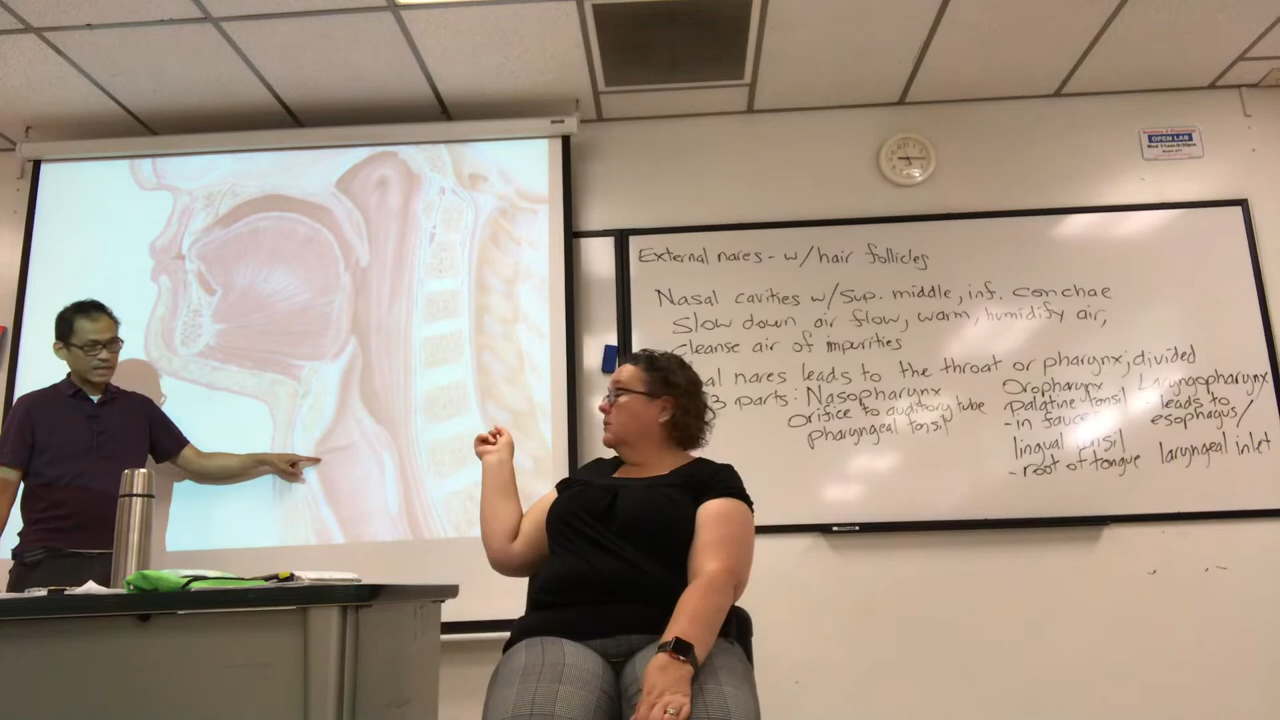 OPEN LAB
External nares - w/hair follicles
Nasal cavities w/sup. middle, inf. conchae
Slow down air flow, warm, humidify air,
cleanse air of impurities
nares leads to the throat or pharynx; divided
3 parts: Nasopharynx
Orifice to auditory tube
pharyngeal tonsil
Oropharynx
palatine tonsil
- in
lingual tonsil
- root of tongue
Laryngopharynx
- leads to
esophagus/
laryngeal inlet